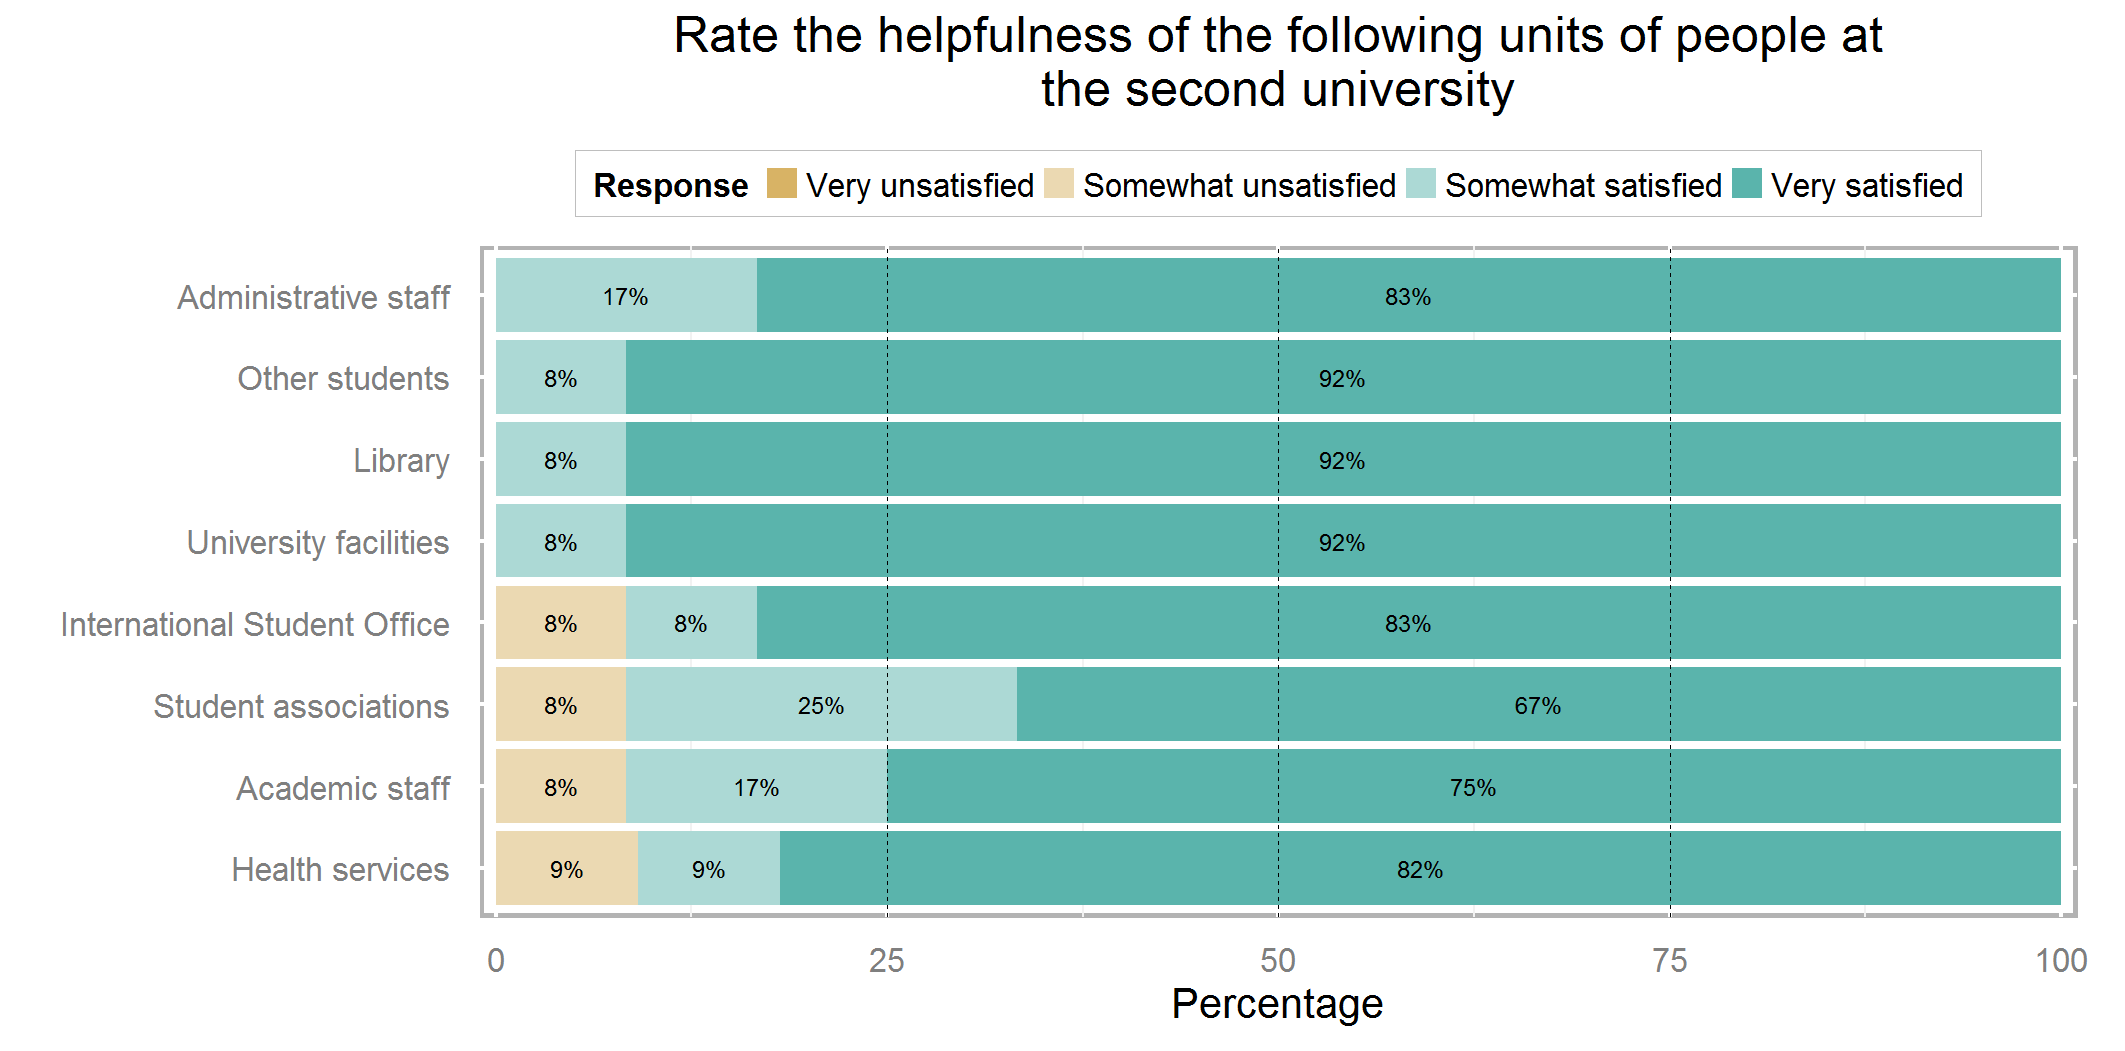 Rate the helpfulness of the following units of people at
the second university
Response Very unsatisfied Somewhat unsatisfied Somewhat satisfied Very satisfied
Administrative staff 17% 83%
Other students 8% 92%
Library 8% 92%
University facilities 8% 92%
International Student Office 8% 8% 83%
Student associations 8% 25% 67%
Academic staff 8% 17% 75%
Health services 9% 9% 82%
0 25 50 75 100
Percentage